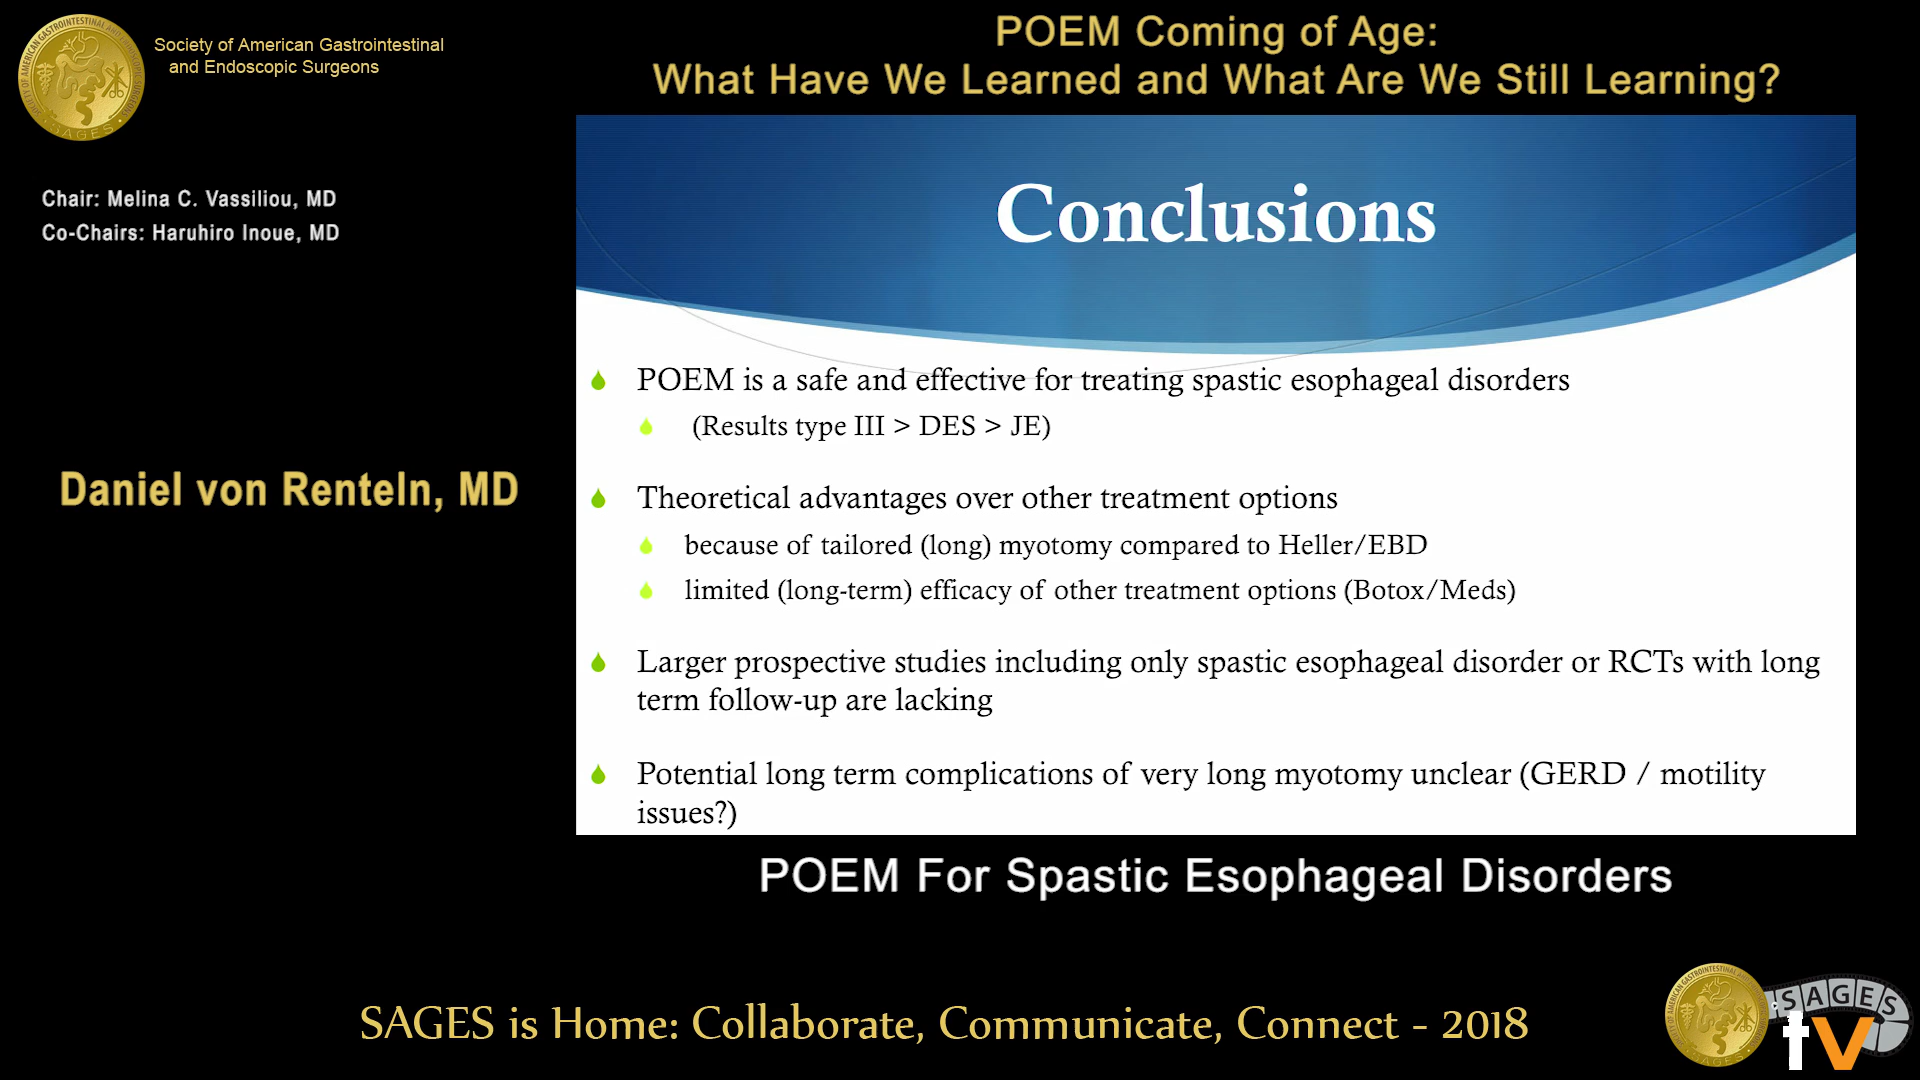 Society of American Gastrointestinal
and Endoscopic Surgeons
POEM Coming of Age:
What Have We Learned and What Are We Still Learning?
Chair: Melina C. Vassiliou, MD
Co-Chairs: Haruhiro Inoue, MD
Daniel von Renteln, MD
Conclusions
POEM is a safe and effective for treating spastic esophageal disorders
(Results type III > DES > JE)
Theoretical advantages over other treatment options
because of tailored (long) myotomy compared to Heller/EBD
limited (long-term) efficacy of other treatment options (Botox/Meds)
Larger prospective studies including only spastic esophageal disorder or RCTs with long
term follow-up are lacking
Potential long term complications of very long myotomy unclear (GERD / motility
issues?)
POEM For Spastic Esophageal Disorders
SAGES is Home: Collaborate, Communicate, Connect - 2018
SAGES
tv